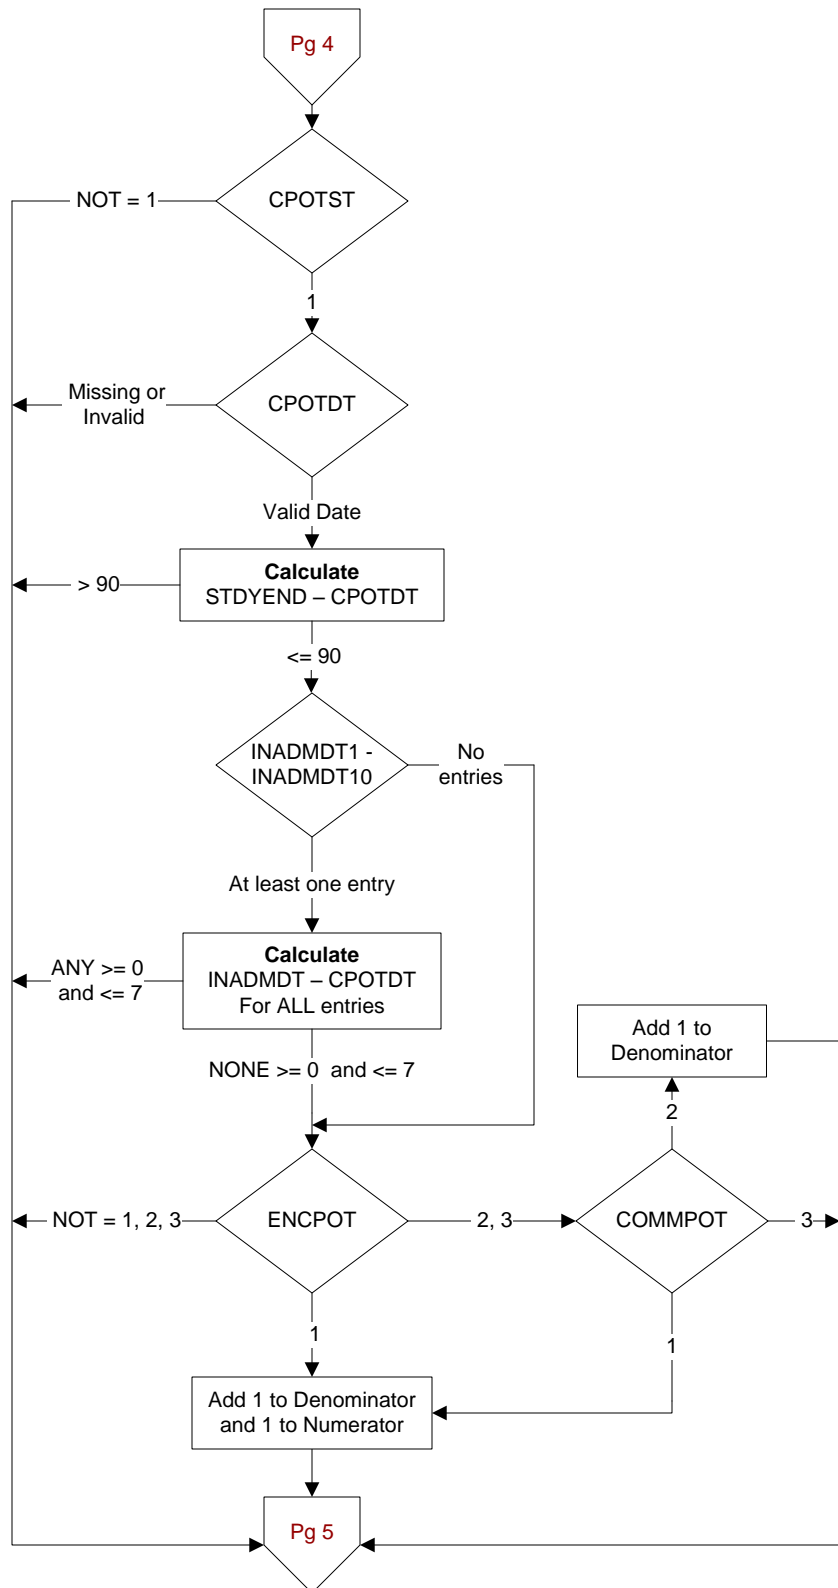 Pg 4
CPOTST
NOT = 1
1
CPOTDT
Missing or
Invalid
Valid Date
Calculate
STDYEND – CPOTDT
> 90
<= 90
INADMDT1 -
INADMDT10
No
entries
At least one entry
Calculate
INADMDT – CPOTDT
For ALL entries
ANY >= 0
and <= 7
NONE >= 0 and <= 7
Add 1 to
Denominator
2
ENCPOT
NOT = 1, 2, 3
2, 3
COMMPOT
3
1
1
Add 1 to Denominator
and 1 to Numerator
Pg 5